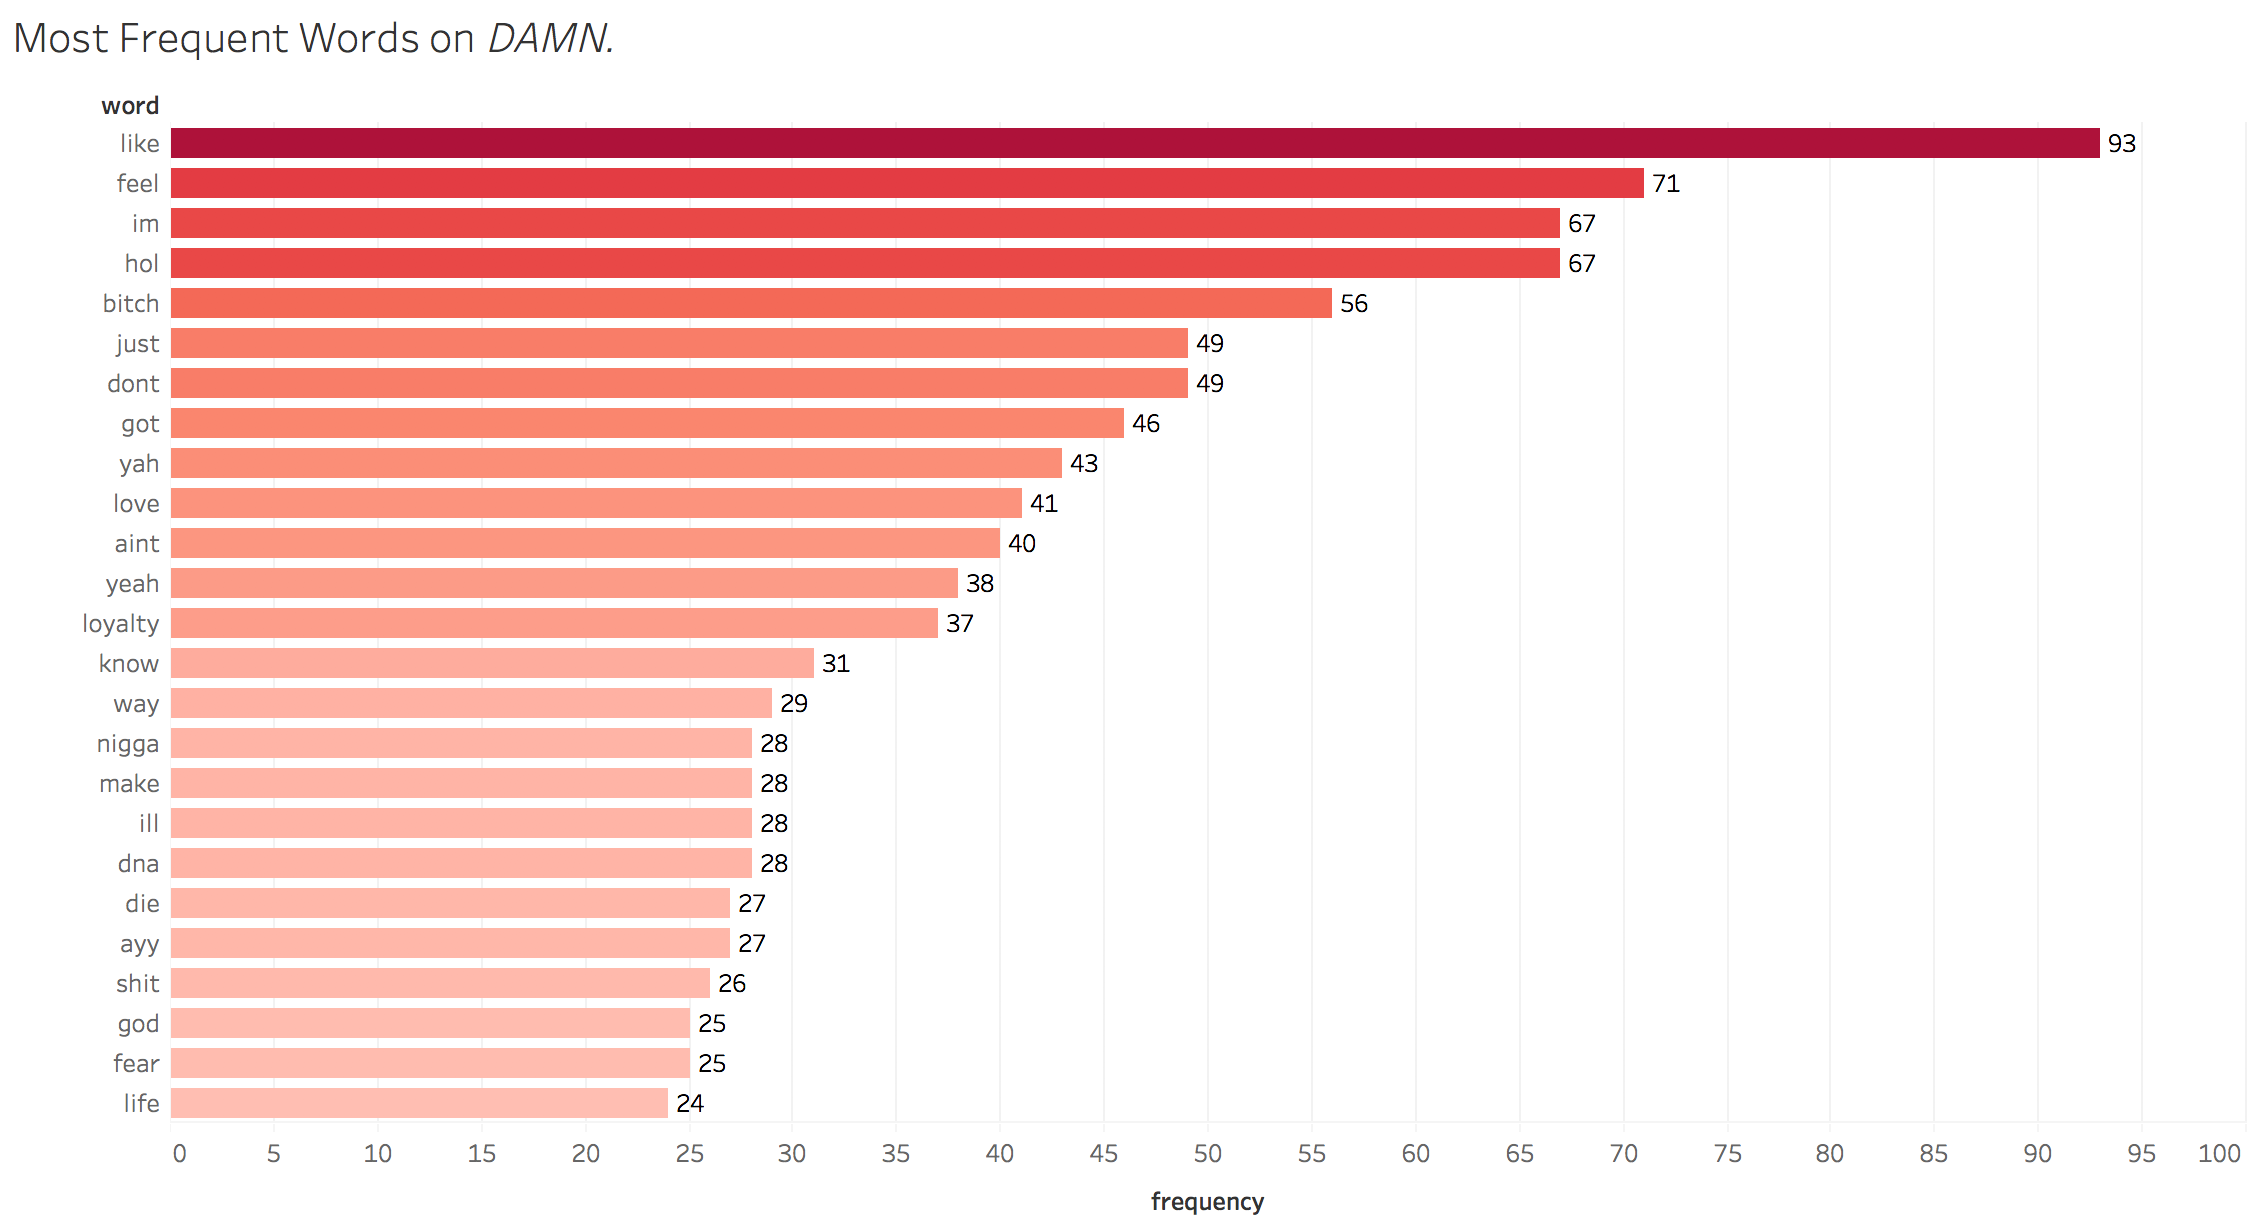 Most Frequent Words on DAMN.
word
like 93
feel 71
im 67
hol 67
bitch 56
just 49
dont 49
got 46
yah 43
love 41
aint 40
yeah 38
loyalty 37
know 31
way 29
nigga 28
make 28
ill 28
dna 28
die 27
ayy 27
shit 26
god 25
fear 25
life 24
0 5 10 15 20 25 30 35 40 45 50 55 60 65 70 75 80 85 90 95 100
frequency